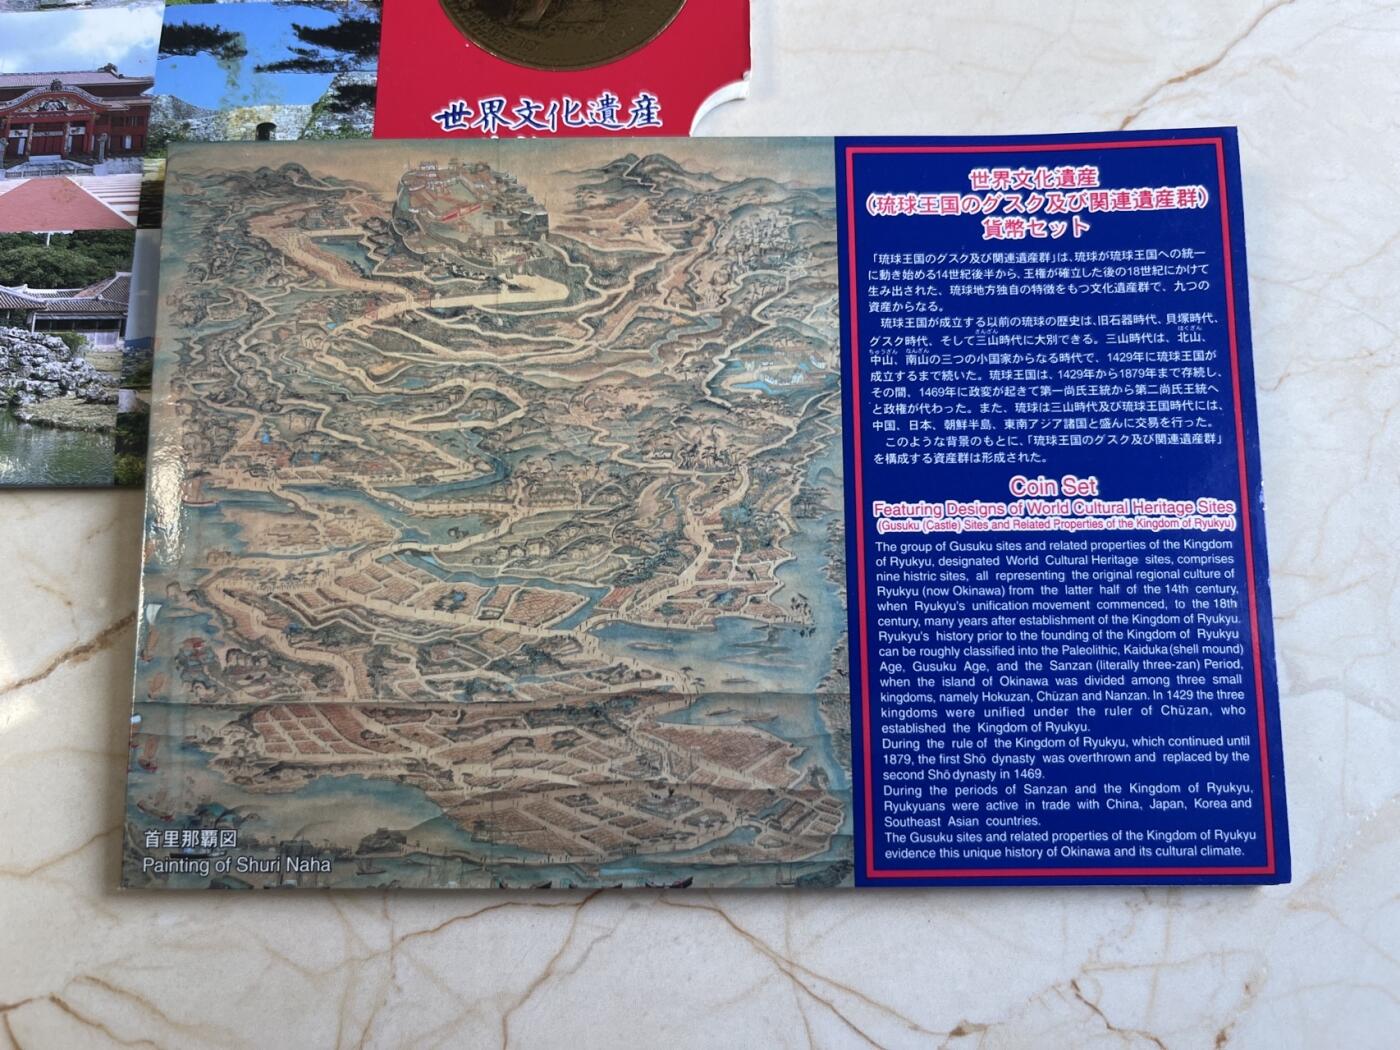 世界文化遺産
世界文化遺産
（琉球王国のグスク及び関連遺産群）
貨幣セット
「琉球王国のグスク及び関連遺産群」は、琉球が琉球王国への統一
に動き始める14世紀後半から、王権が確立した後の18世紀にかけて
生み出された、琉球地方独自の特徴をもつ文化遺産群で、九つの
資産からなる。
琉球王国が成立する以前の琉球の歴史は、旧石器時代、貝塚時代、
さんざん ほくざん
グスク時代、そして三山時代に大別できる。三山時代は、北山、
ちゅうざん なんざん
中山、南山の三つの小国家からなる時代で、1429年に琉球王国が
成立するまで続いた。琉球王国は、1429年から1879年まで存続し、
その間、1469年に政変が起きて第一尚氏王統から第二尚氏王統へ
と政権が代わった。また、琉球は三山時代及び琉球王国時代には、
中国、日本、朝鮮半島、東南アジア諸国と盛んに交易を行った。
このような背景のもとに、「琉球王国のグスク及び関連遺産群」
を構成する資産群は形成された。
Coin Set
Featuring Designs of World Cultural Heritage Sites
(Gusuku (Castle) Sites and Related Properties of the Kingdom of Ryukyu)
The group of Gusuku sites and related properties of the Kingdom
of Ryukyu, designated World Cultural Heritage sites, comprises
nine histric sites, all representing the original regional culture of
Ryukyu (now Okinawa) from the latter half of the 14th century,
when Ryukyu's unification movement commenced, to the 18th
century, many years after establishment of the Kingdom of Ryukyu.
Ryukyu's history prior to the founding of the Kingdom of Ryukyu
can be roughly classified into the Paleolithic, Kaiduka (shell mound)
Age, Gusuku Age, and the Sanzan (literally three-zan) Period,
when the island of Okinawa was divided among three small
kingdoms, namely Hokuzan, Chūzan and Nanzan. In 1429 the three
kingdoms were unified under the ruler of Chūzan, who
established the Kingdom of Ryukyu.
During the rule of the Kingdom of Ryukyu, which continued until
1879, the first Shō dynasty was overthrown and replaced by the
second Shō dynasty in 1469.
During the periods of Sanzan and the Kingdom of Ryukyu,
Ryukyuans were active in trade with China, Japan, Korea and
Southeast Asian countries.
The Gusuku sites and related properties of the Kingdom of Ryukyu
evidence this unique history of Okinawa and its cultural climate.
首里那覇図
Painting of Shuri Naha